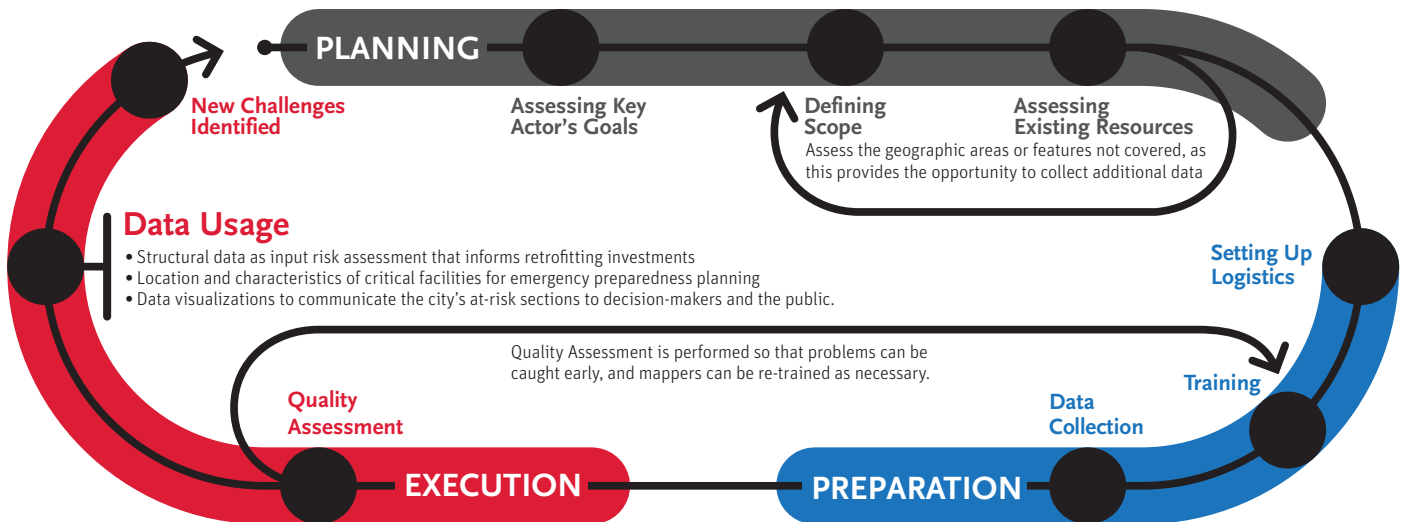 PLANNING
New Challenges
Identified
Assessing Key
Actor's Goals
Defining
Scope
Assessing
Existing Resources
Assess the geographic areas or features not covered, as
this provides the opportunity to collect additional data
Setting Up
Logistics
Training
Data
Collection
PREPARATION
Quality Assessment is performed so that problems can be
caught early, and mappers can be re-trained as necessary.
EXECUTION
Quality
Assessment
Data Usage
• Structural data as input risk assessment that informs retrofitting investments
• Location and characteristics of critical facilities for emergency preparedness planning
• Data visualizations to communicate the city's at-risk sections to decision-makers and the public.